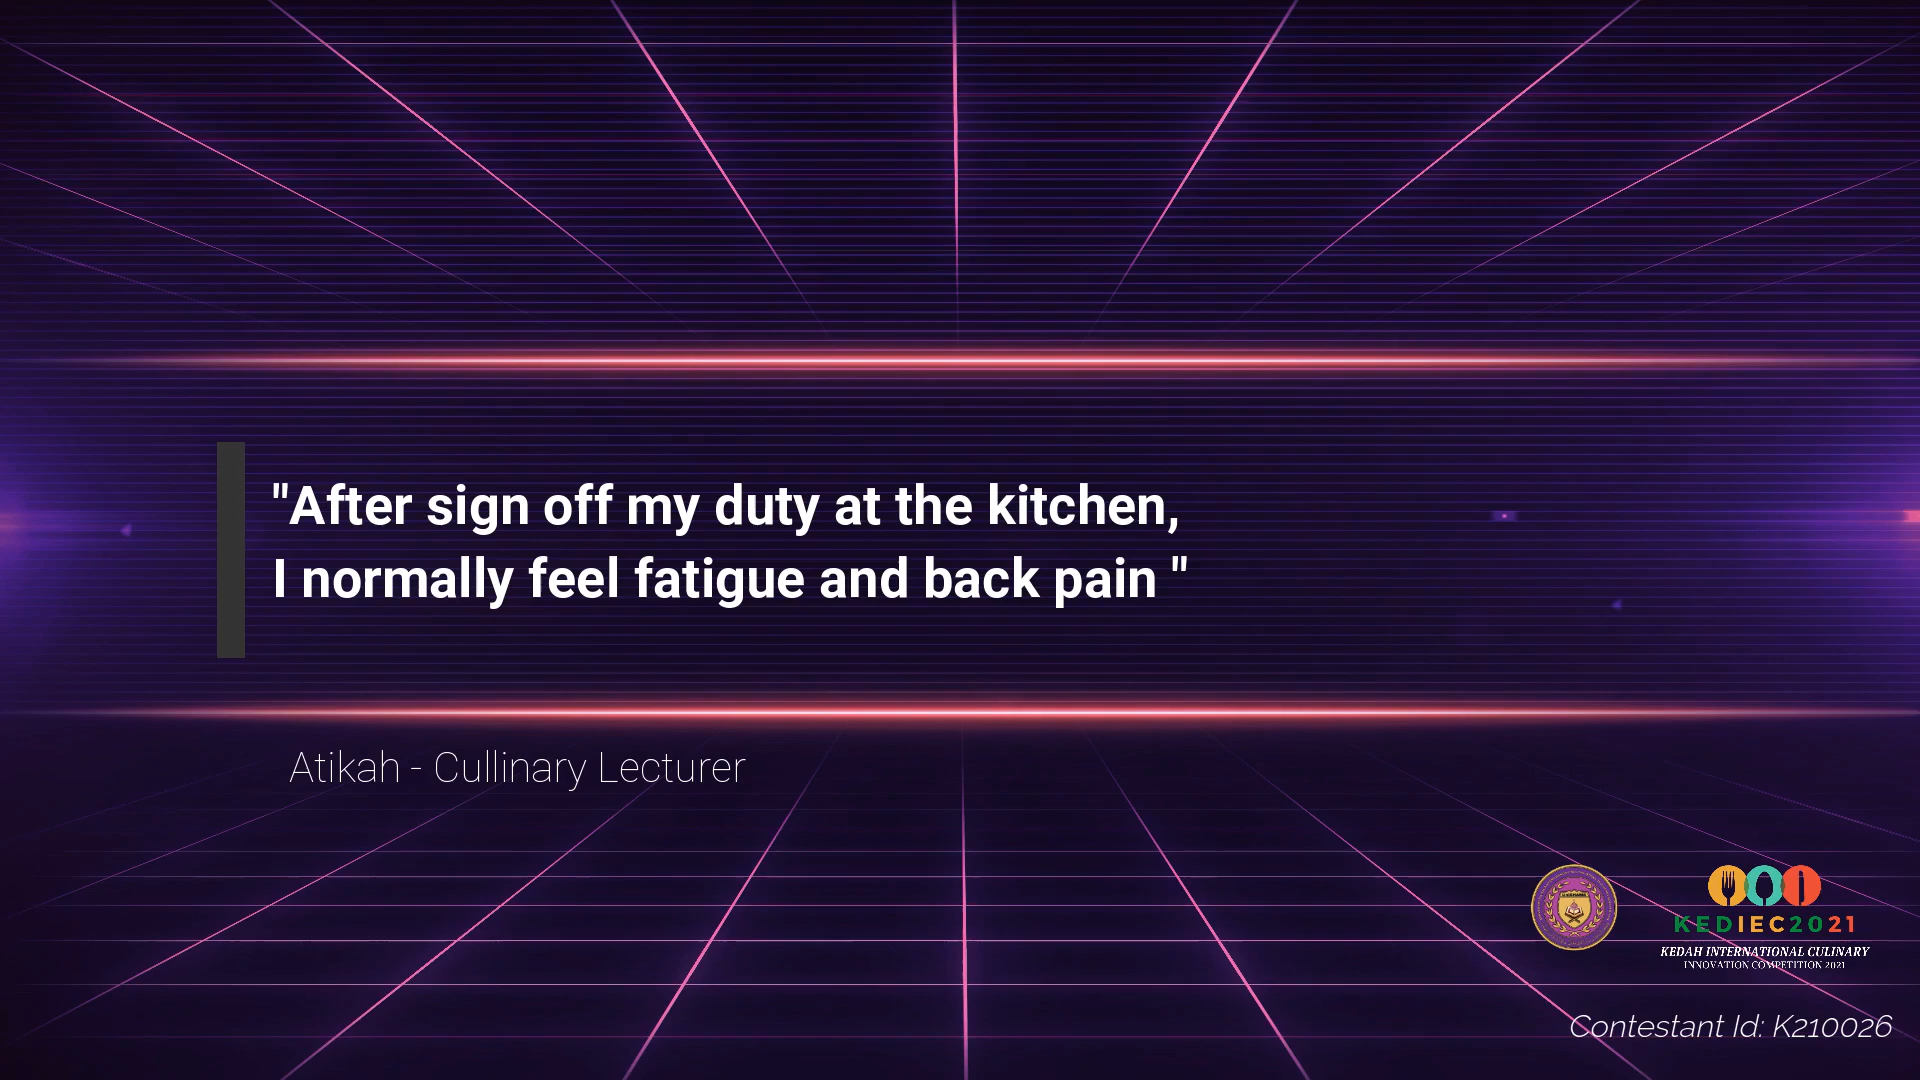 "After sign off my duty at the kitchen,
I normally feel fatigue and back pain "
Atikah - Cullinary Lecturer
KEDIEC2021
KEDAH INTERNATIONAL CULINARY
INNOVATION COMPETITION 2021
Contestant Id: K210026